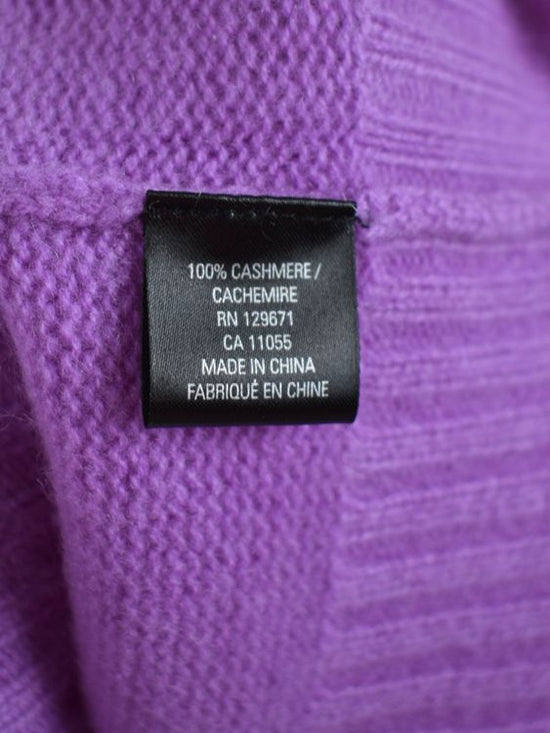 100% CASHMERE /
CACHEMIRE
RN 129671
CA 11055
MADE IN CHINA
FABRIQUÉ EN CHINE